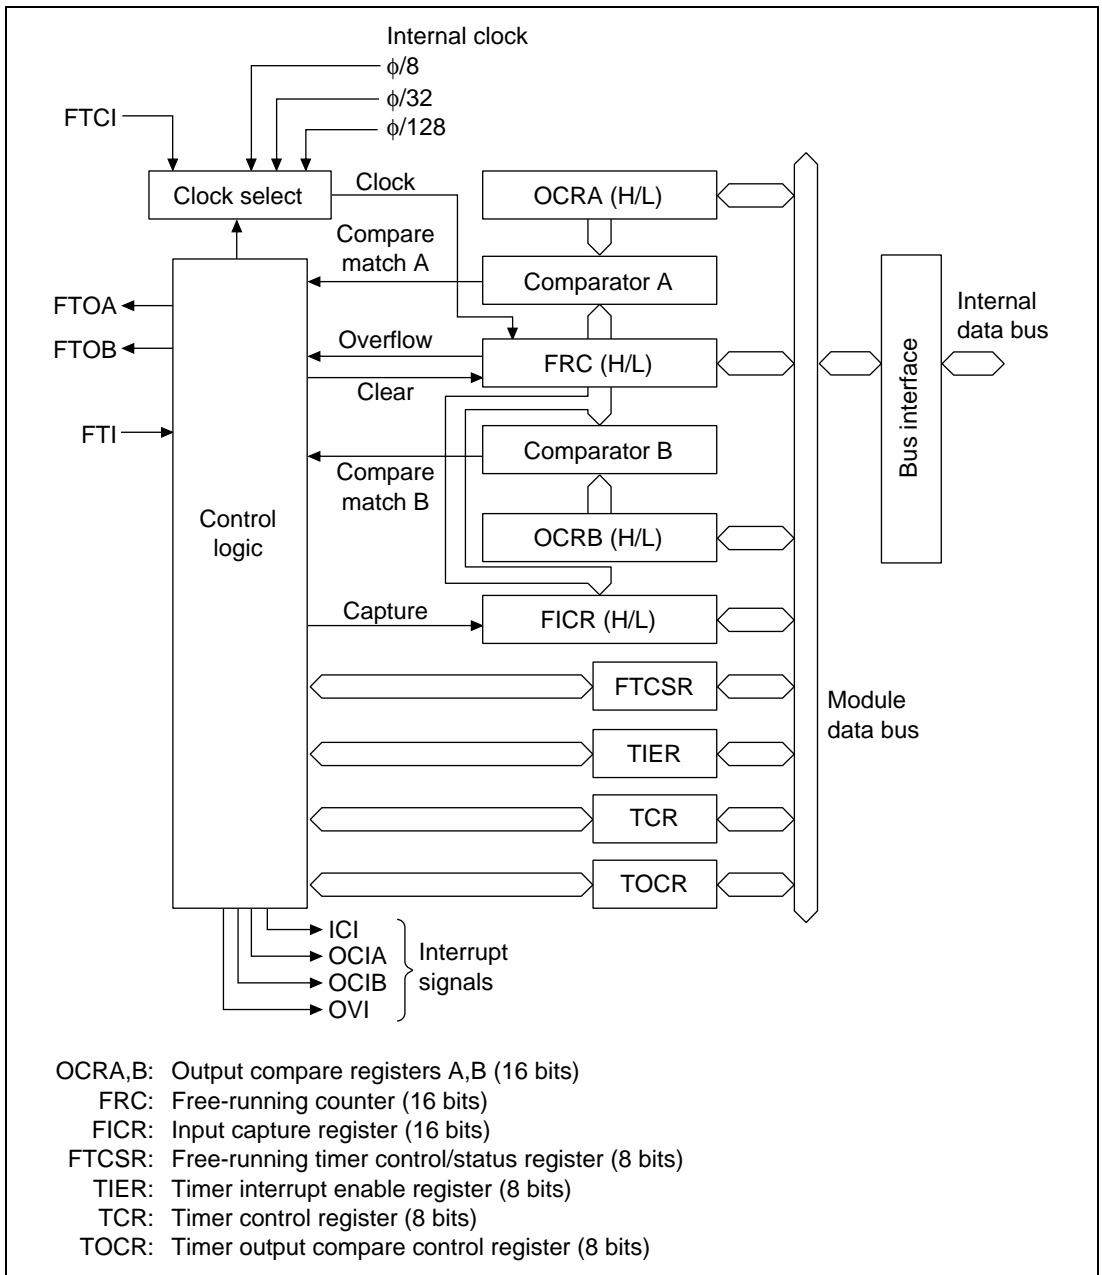 Internal clock
ϕ/8
ϕ/32
ϕ/128
FTCI
Clock select
Clock
OCRA (H/L)
Compare
match A
Comparator A
FTOA
FTOB
Overflow
FRC (H/L)
Clear
Internal
data bus
Bus interface
FTI
Comparator B
Compare
match B
Control
logic
OCRB (H/L)
Capture
FICR (H/L)
FTCSR
Module
data bus
TIER
TCR
TOCR
ICI
OCIA
OCIB
OVI
Interrupt
signals
OCRA,B: Output compare registers A,B (16 bits)
FRC: Free-running counter (16 bits)
FICR: Input capture register (16 bits)
FTCSR: Free-running timer control/status register (8 bits)
TIER: Timer interrupt enable register (8 bits)
TCR: Timer control register (8 bits)
TOCR: Timer output compare control register (8 bits)